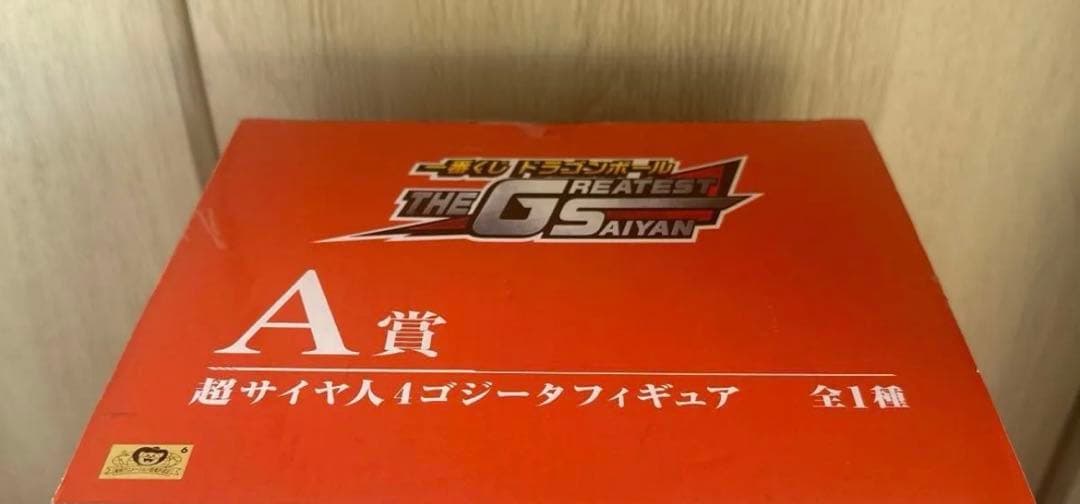 一番くじ ドラゴンボール
THE GREATEST SAIYAN
A賞
超サイヤ人4ゴジータフィギュア 全1種
6